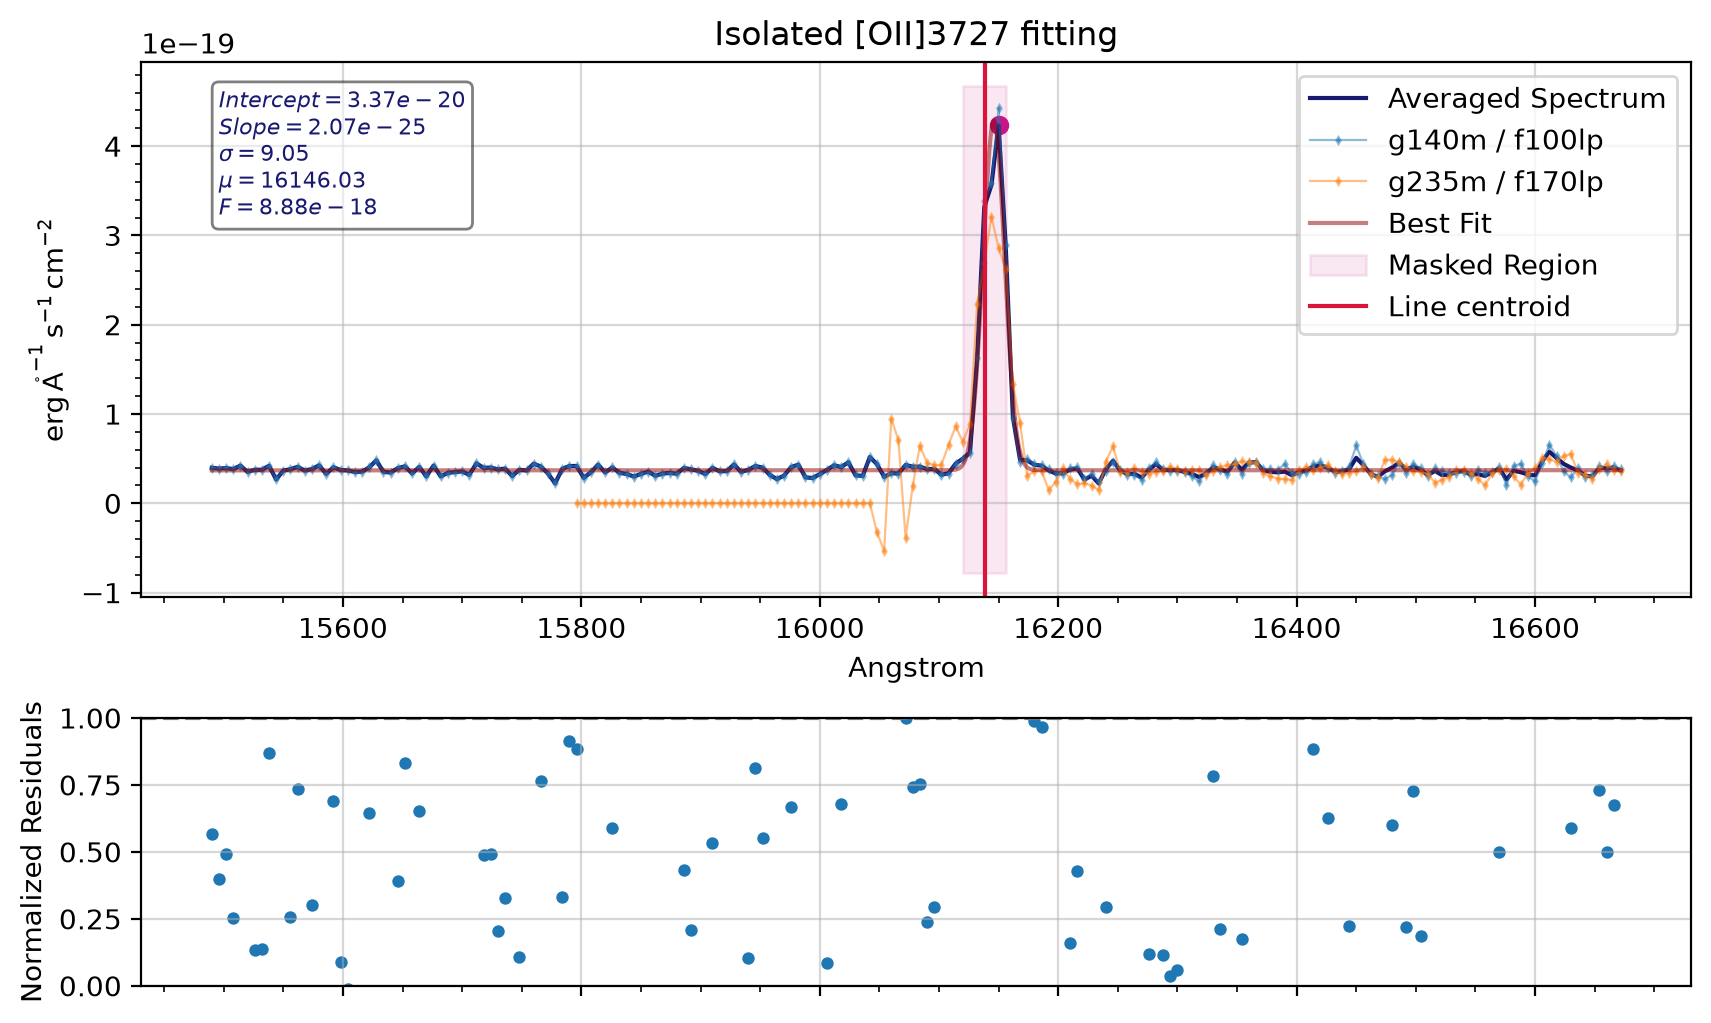 Isolated [OII]3727 fitting
1e−19
Intercept = 3.37e − 20
Slope = 2.07e − 25
σ = 9.05
μ = 16146.03
F = 8.88e − 18
Averaged Spectrum
g140m / f100lp
g235m / f170lp
Best Fit
Masked Region
Line centroid
erg Å⁻¹ s⁻¹ cm⁻²
4
3
2
1
0
−1
15600 15800 16000 16200 16400 16600
Angstrom
Normalized Residuals
1.00
0.75
0.50
0.25
0.00